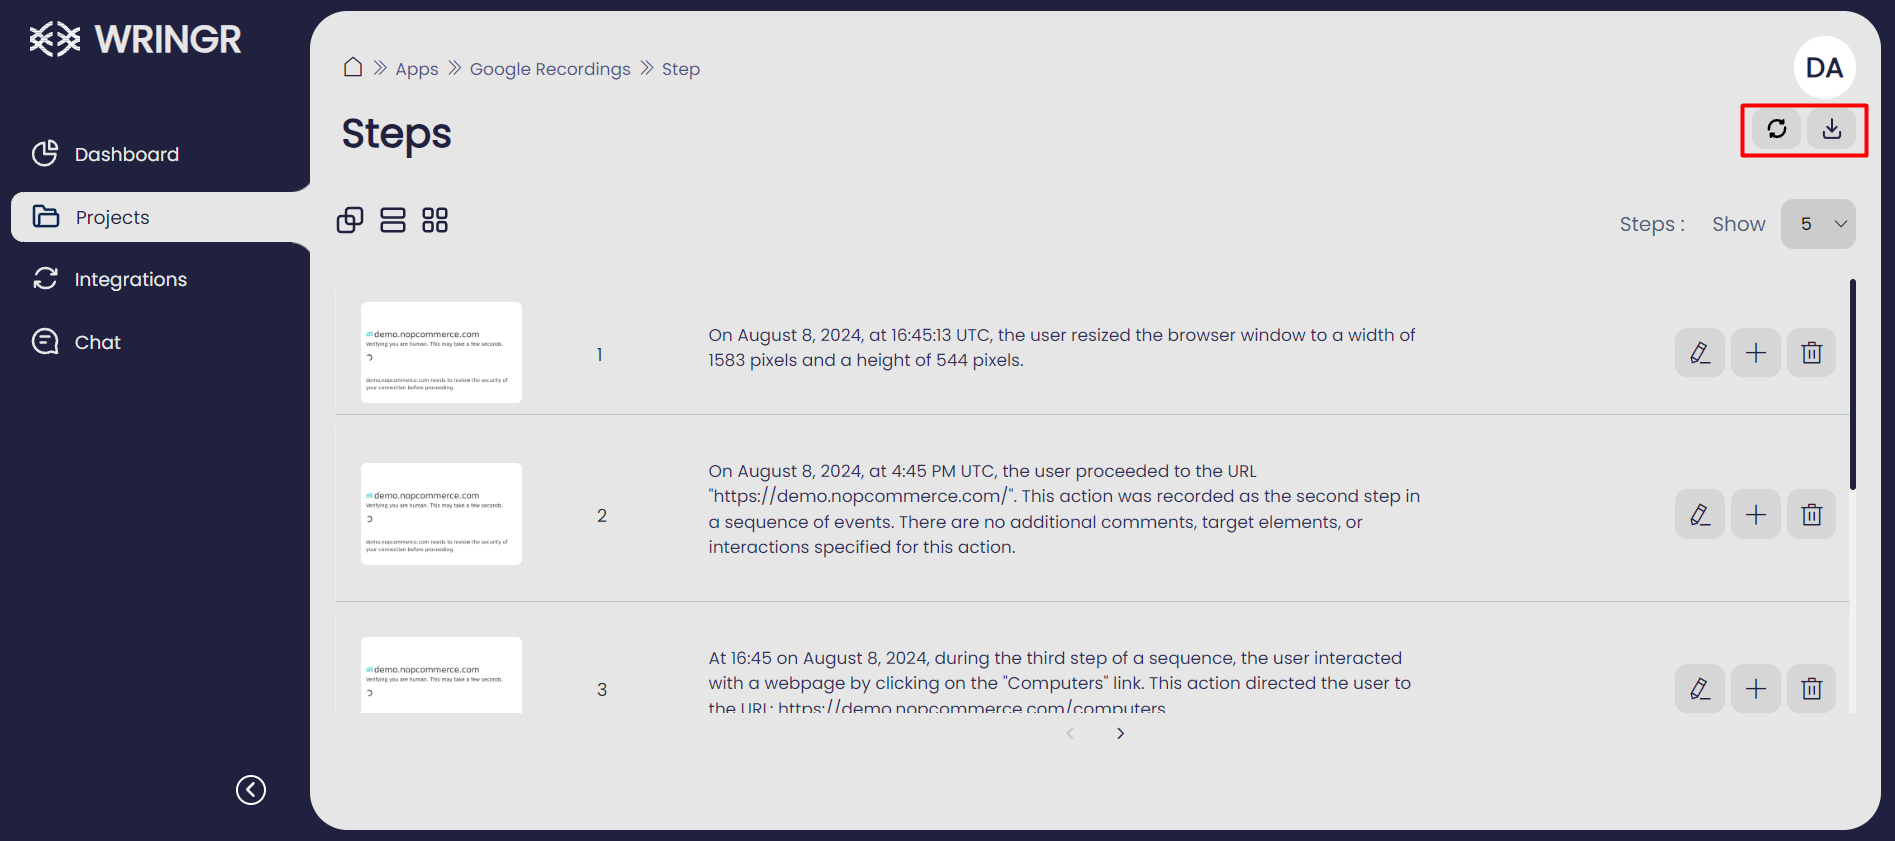 WRINGR
Dashboard
Projects
Integrations
Chat
Apps
Google Recordings
Step
DA
Steps
Steps :
Show
5
demo.nopcommerce.com
Verifying you are human. This may take a few seconds.
demo.nopcommerce.com needs to review the security of
your connection before proceeding.
1
On August 8, 2024, at 16:45:13 UTC, the user resized the browser window to a width of
1583 pixels and a height of 544 pixels.
demo.nopcommerce.com
Verifying you are human. This may take a few seconds.
demo.nopcommerce.com needs to review the security of
your connection before proceeding.
2
On August 8, 2024, at 4:45 PM UTC, the user proceeded to the URL
"https://demo.nopcommerce.com/". This action was recorded as the second step in
a sequence of events. There are no additional comments, target elements, or
interactions specified for this action.
demo.nopcommerce.com
Verifying you are human. This may take a few seconds.
3
At 16:45 on August 8, 2024, during the third step of a sequence, the user interacted
with a webpage by clicking on the "Computers" link. This action directed the user to
the URL: https://demo.nopcommerce.com/computers